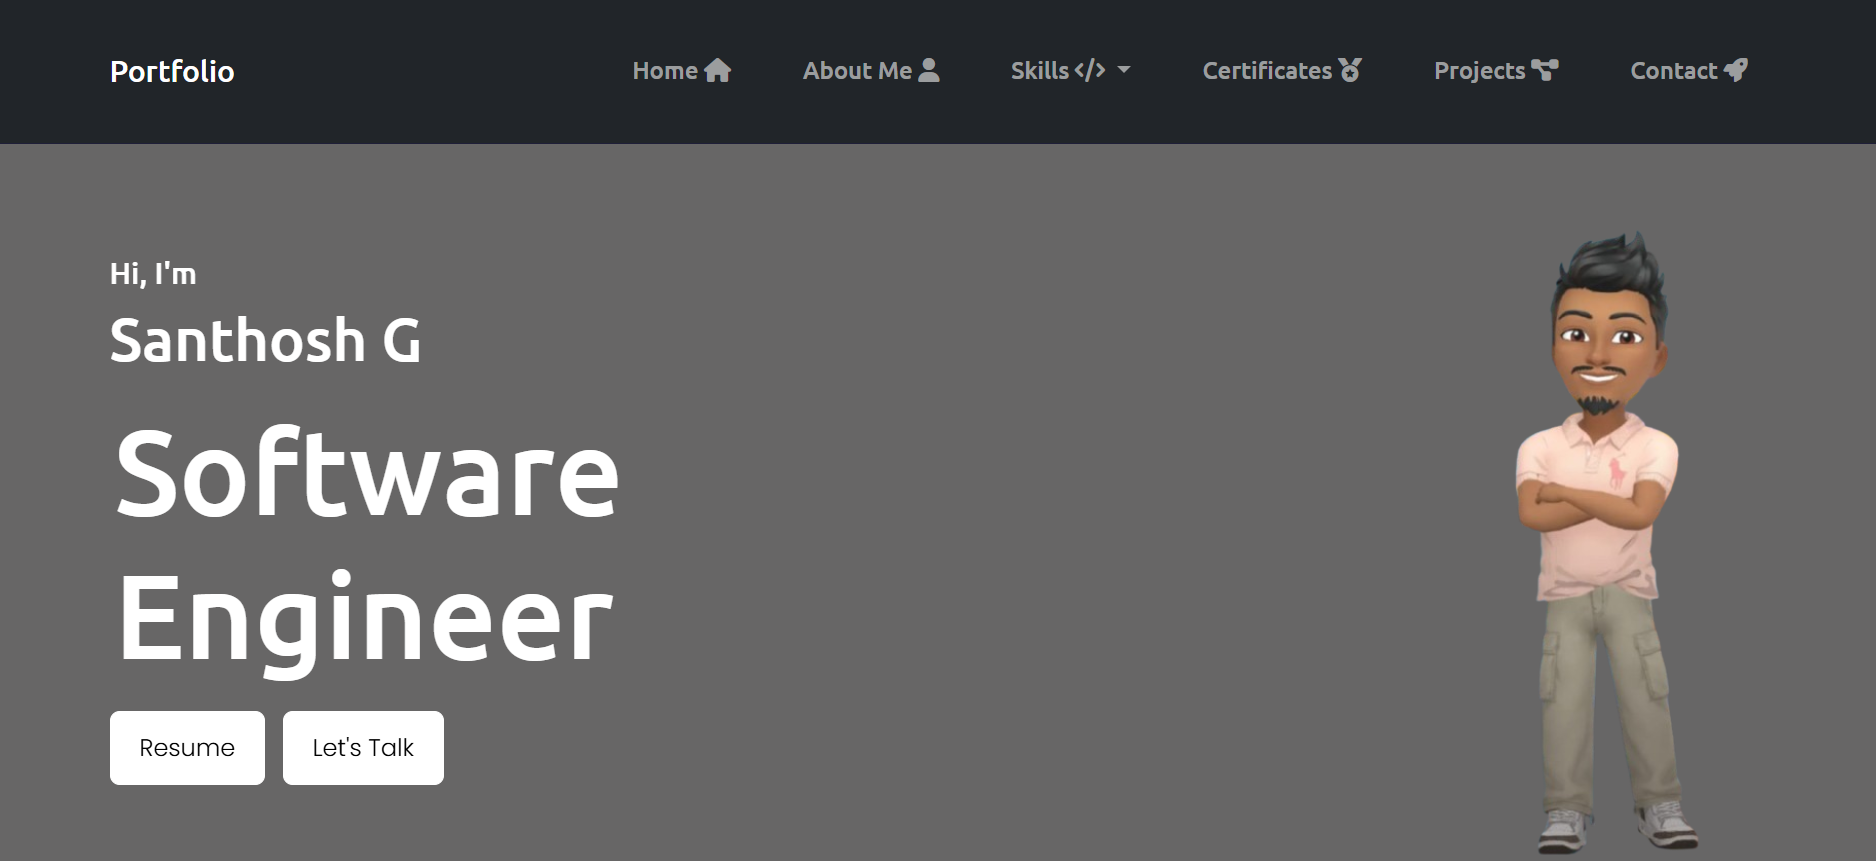 Portfolio
Home
About Me
Skills </>
Certificates
Projects
Contact
Hi, I'm
Santhosh G
Software
Engineer
Resume
Let's Talk